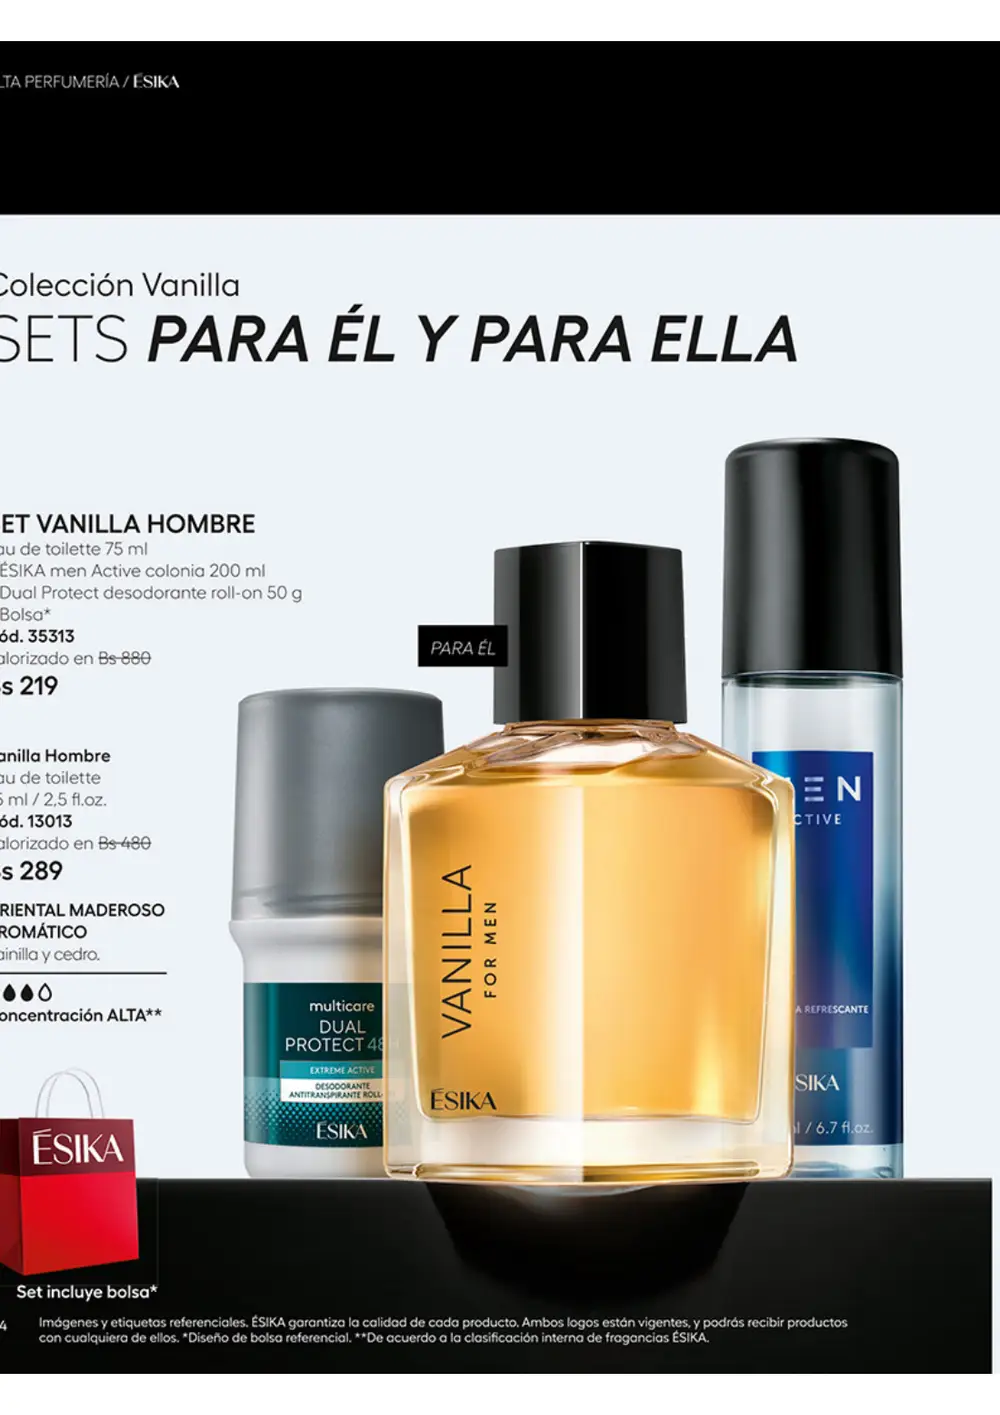 LTA PERFUMERÍA / ÉSIKA
Colección Vanilla
SETS PARA ÉL Y PARA ELLA
ET VANILLA HOMBRE
au de toilette 75 ml
ÉSIKA men Active colonia 200 ml
Dual Protect desodorante roll-on 50 g
Bolsa*
ód. 35313
alorizado en Bs 880
s 219
PARA ÉL
anilla Hombre
au de toilette
5 ml / 2,5 fl.oz.
ód. 13013
alorizado en Bs 480
s 289
RIENTAL MADEROSO
ROMÁTICO
ainilla y cedro.
oncentración ALTA**
multicare
DUAL
PROTECT 48H
EXTREME ACTIVE
DESODORANTE
ANTITRANSPIRANTE ROLL-
ÉSIKA
VANILLA
FOR MEN
ÉSIKA
MEN
CTIVE
A REFRESCANTE
SIKA
l / 6.7 fl.oz.
ÉSIKA
Set incluye bolsa*
4
Imágenes y etiquetas referenciales. ÉSIKA garantiza la calidad de cada producto. Ambos logos están vigentes, y podrás recibir productos
con cualquiera de ellos. *Diseño de bolsa referencial. **De acuerdo a la clasificación interna de fragancias ÉSIKA.